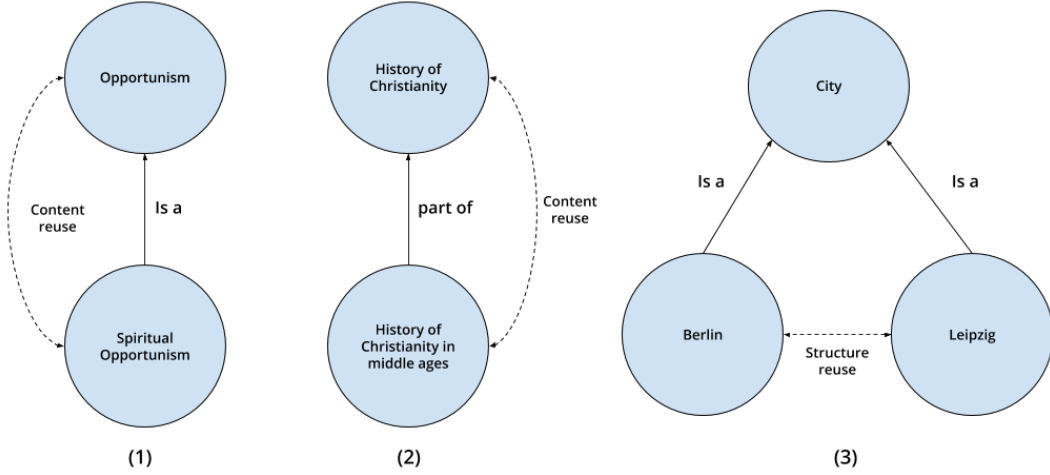 Opportunism
Content
reuse
Is a
Spiritual
Opportunism
(1)
History of
Christianity
part of
Content
reuse
History of
Christianity in
middle ages
(2)
City
Is a
Is a
Berlin
Structure
reuse
Leipzig
(3)